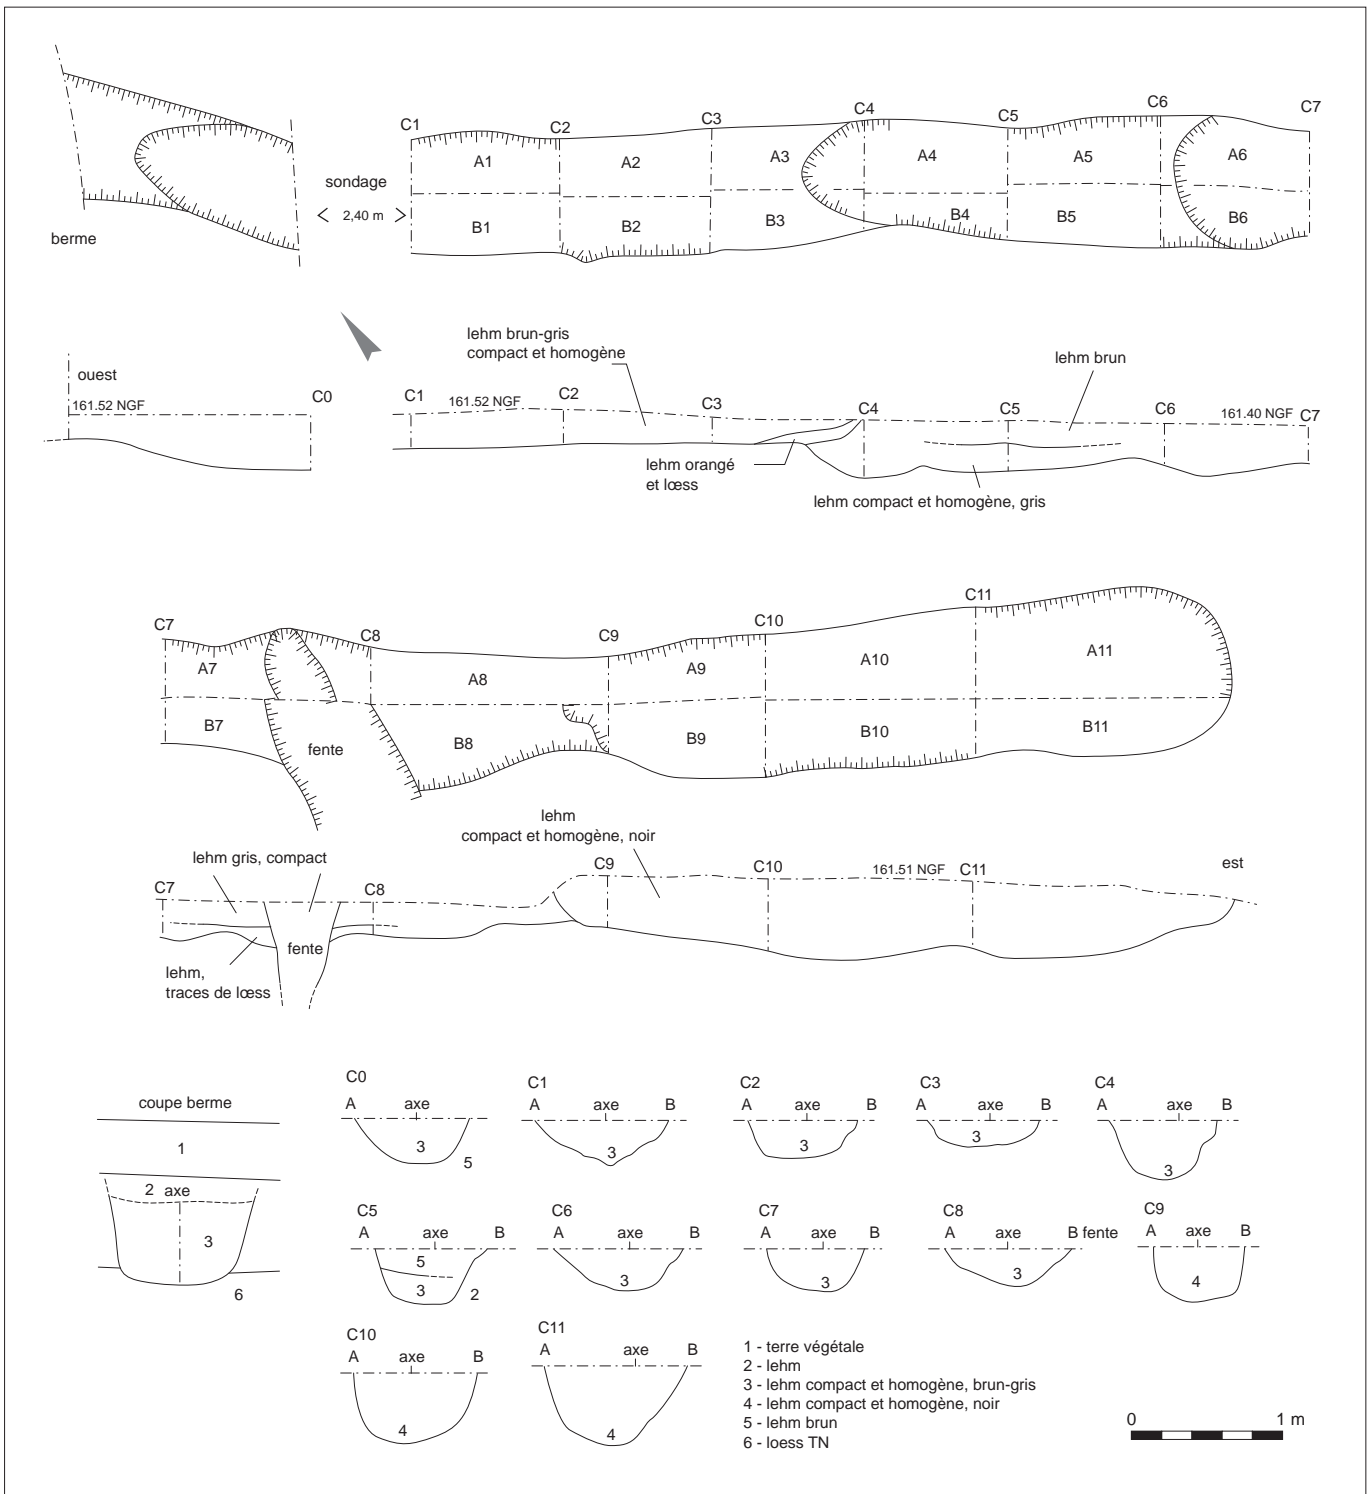 C1 C2 C3 C4 C5 C6 C7
A1 A2 A3 A4 A5 A6
sondage
2,40 m
B1 B2 B3 B4 B5 B6
berme
lehm brun-gris
compact et homogène
lehm brun
ouest
161.52 NGF
C0
C1
161.52 NGF
C2 C3 C4 C5 C6
161.40 NGF
C7
lehm orangé
et lœss
lehm compact et homogène, gris
C7 C8 C9 C10 C11
A7 A8 A9 A10 A11
B7
fente
B8 B9 B10 B11
lehm
compact et homogène, noir
lehm gris, compact
est
C7 C8 C9 C10
161.51 NGF
C11
fente
lehm,
traces de lœss
coupe berme
1
2 axe
3
6
C0
A axe
3
5
C1
A axe B
3
C2
A axe B
3
C3
A axe B
3
C4
A axe B
3
C5
A axe B
5
3
2
C6
A axe B
3
C7
A axe B
3
C8
A axe B fente
3
C9
A axe B
4
C10
A axe B
4
C11
A axe B
4
1 - terre végétale
2 - lehm
3 - lehm compact et homogène, brun-gris
4 - lehm compact et homogène, noir
5 - lehm brun
6 - loess TN
0 1 m